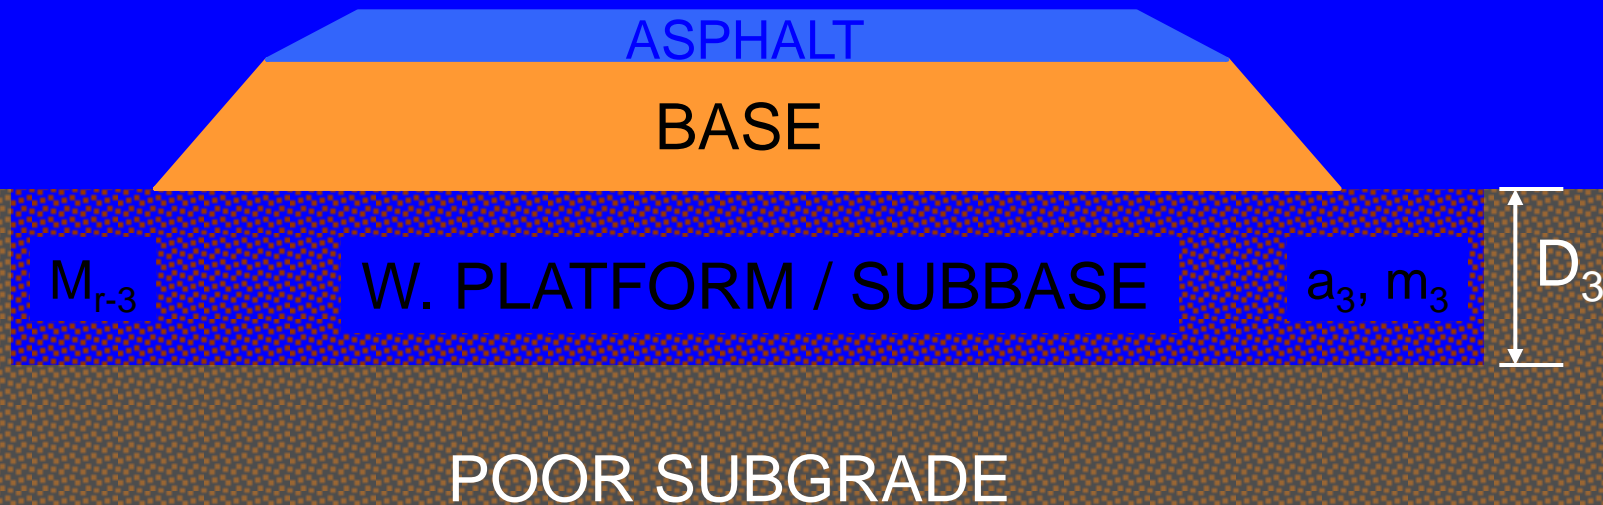 ASPHALT
BASE
Mr-3
W. PLATFORM / SUBBASE
a3, m3
D3
POOR SUBGRADE